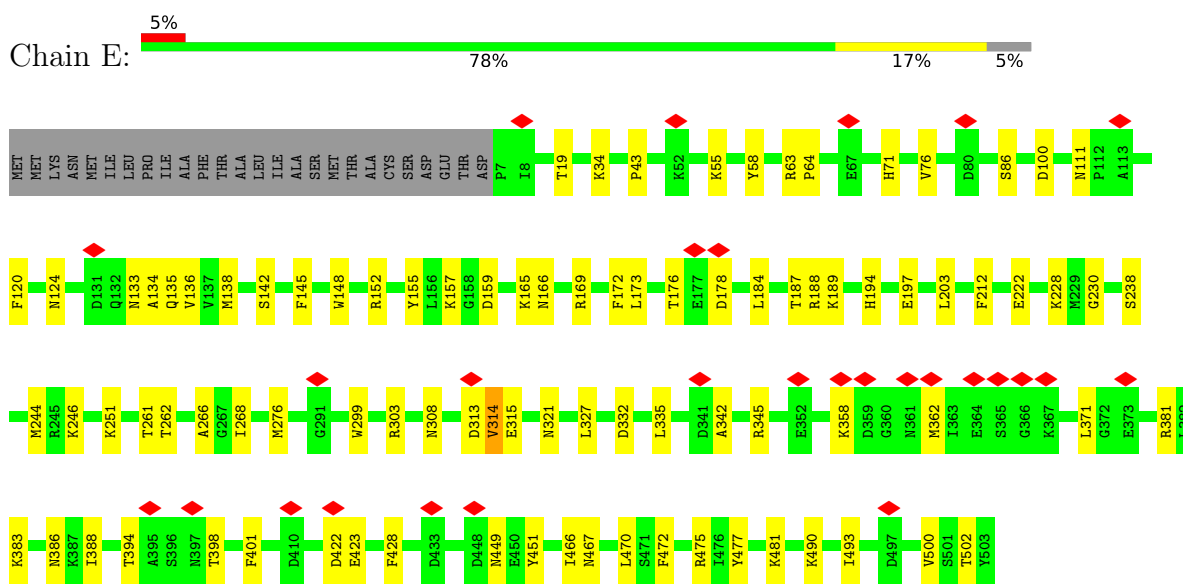 5%
Chain E:
78% 17% 5%
MET MET LYS ASN MET ILE LEU PRO ILE ALA PHE THR ALA LEU ILE ALA SER MET THR ALA CYS SER ASP GLU THR ASP P7 I8 T19 K34 P43 K52 K55 Y58 R63 P64 E67 H71 V76 D80 S86 D100 N111 P112 A113
F120 N124 D131 Q132 N133 A134 Q135 V136 V137 M138 S142 F145 W148 R152 Y155 L156 K157 G158 D159 K165 N166 R169 F172 L173 T176 E177 D178 L184 T187 R188 K189 H194 E197 L203 F212 E222 K228 M229 G230 S238
M244 R245 K246 K251 T261 T262 A266 G267 I268 M276 G291 W299 R303 N308 D313 V314 E315 N321 L327 D332 L335 D341 A342 R345 E352 K358 D359 G360 N361 M362 I363 E364 S365 G366 K367 L371 G372 E373 R381
K383 N386 K387 I388 T394 A395 S396 N397 T398 F401 D410 D422 E423 F428 D433 D448 N449 E450 Y451 I466 N467 L470 S471 F472 R475 I476 Y477 K481 K490 I493 D497 V500 S501 T502 Y503